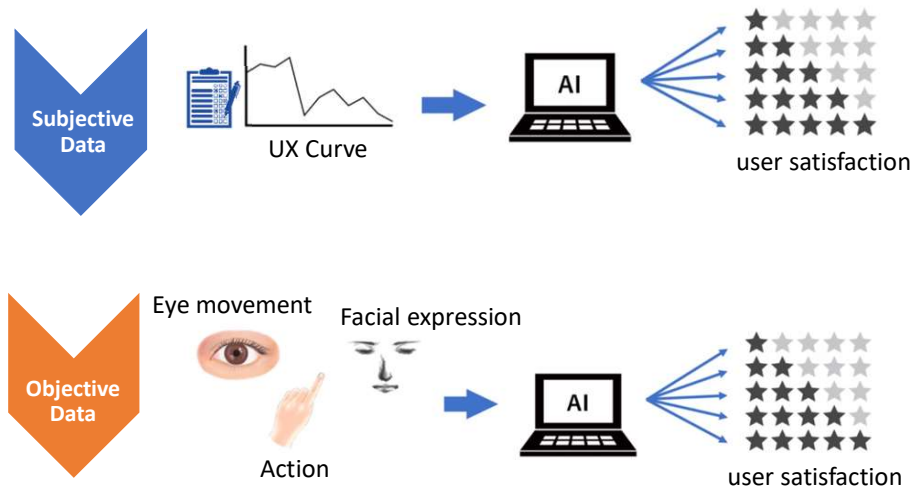 Subjective
Data
UX Curve
AI
user satisfaction
Eye movement
Facial expression
Objective
Data
Action
AI
user satisfaction